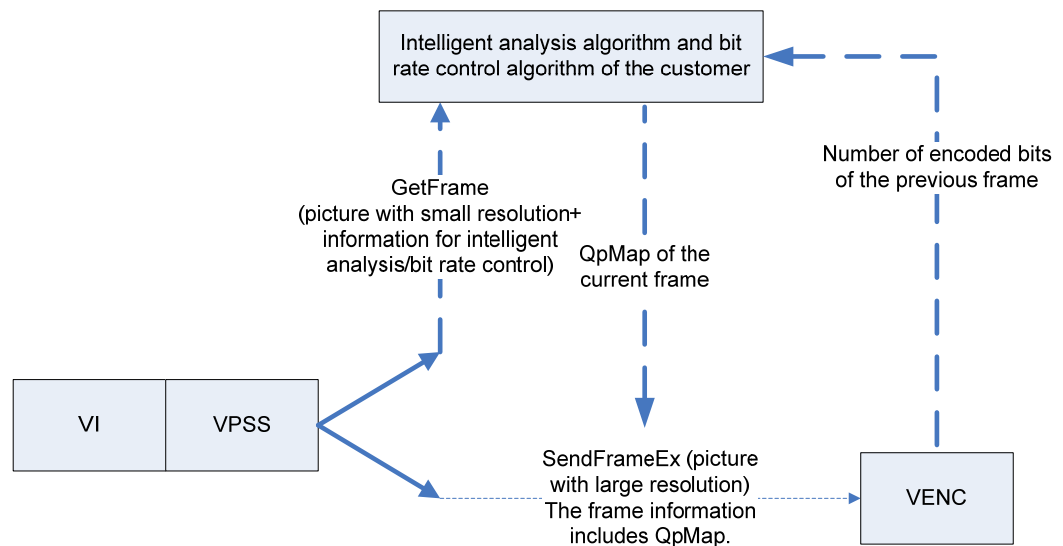 Intelligent analysis algorithm and bit
rate control algorithm of the customer
Number of encoded bits
of the previous frame
GetFrame
(picture with small resolution+
information for intelligent
analysis/bit rate control)
QpMap of the
current frame
VI
VPSS
SendFrameEx (picture
with large resolution)
The frame information
includes QpMap.
VENC